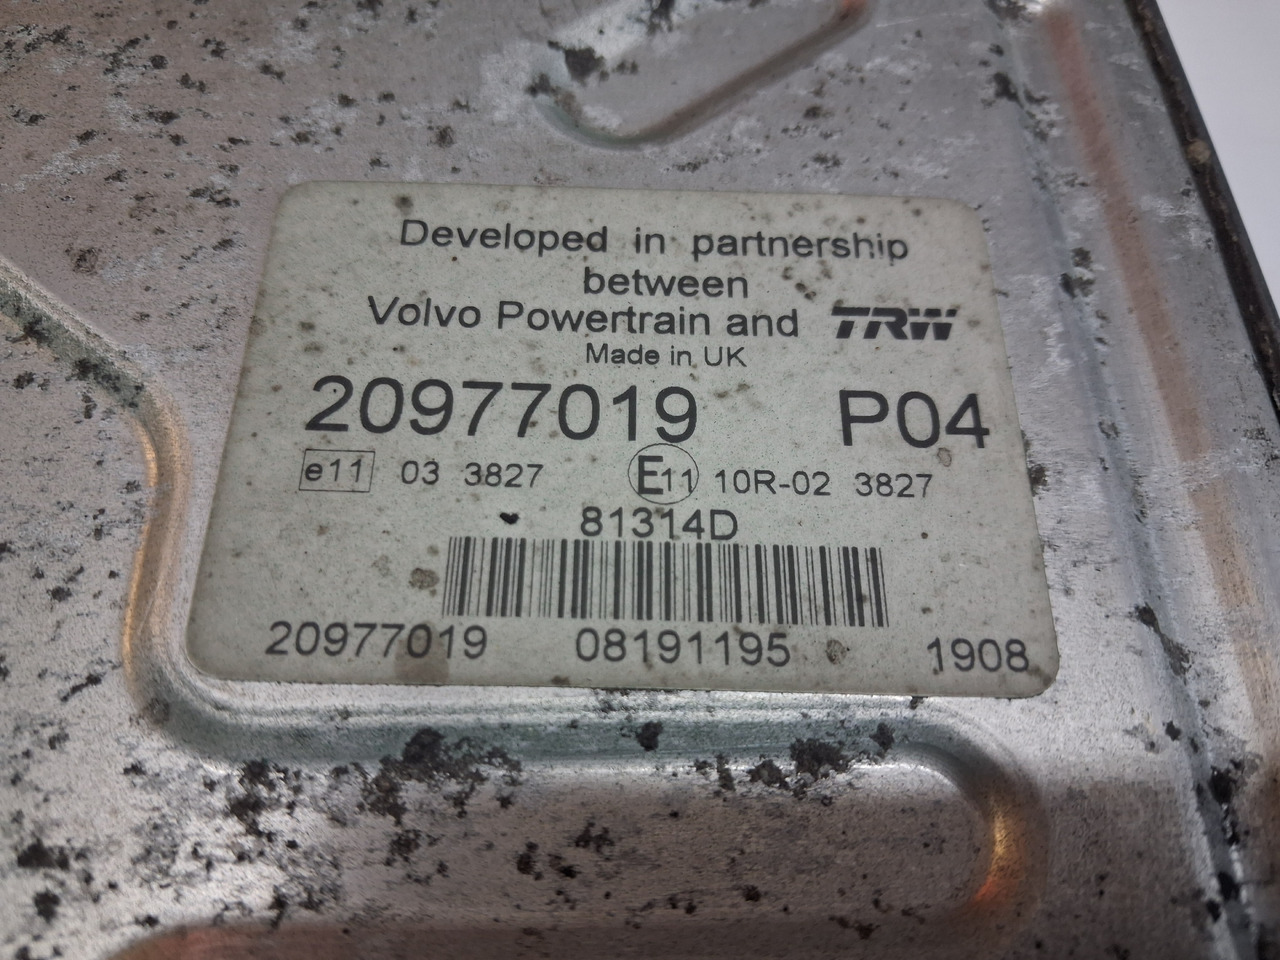 Developed in partnership
between
Volvo Powertrain and TRW
Made in UK
20977019 P04
e11 03 3827 E11 10R-02 3827
81314D
20977019 08191195 1908